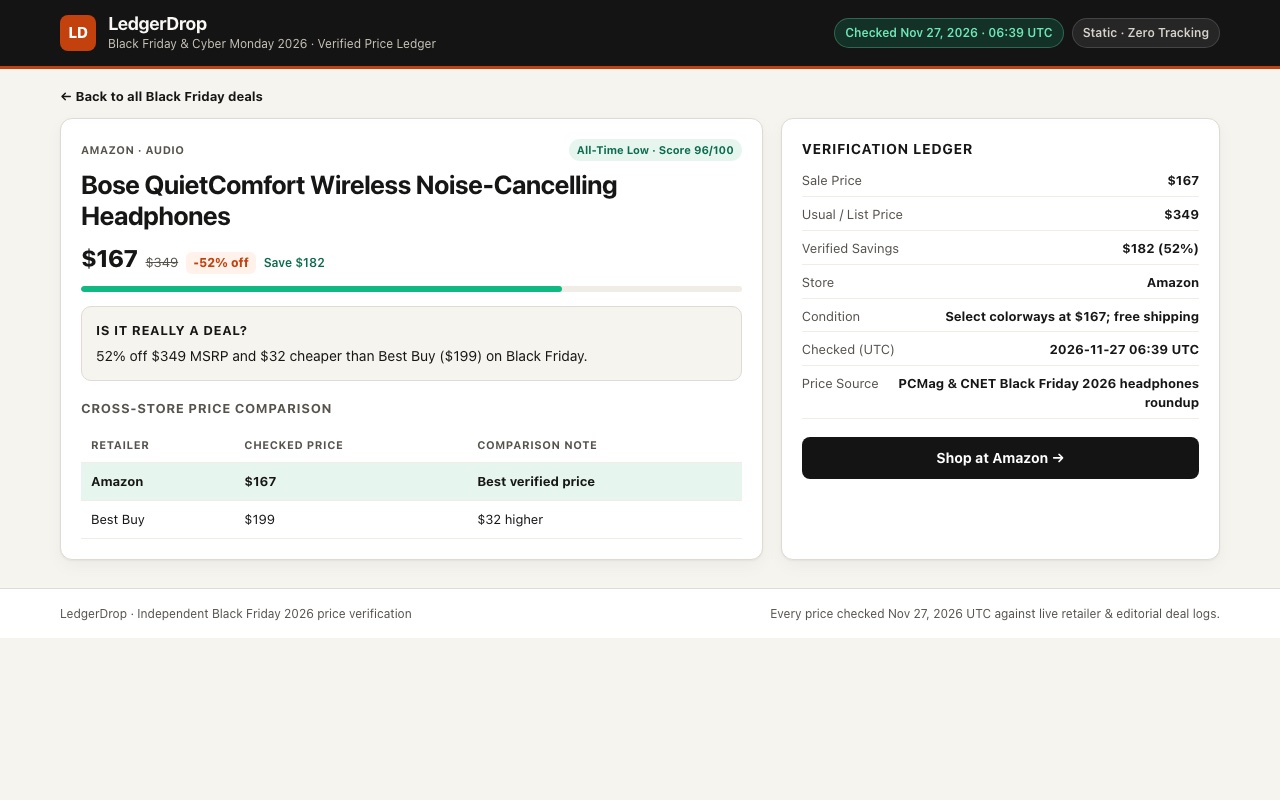 LD
LedgerDrop
Black Friday & Cyber Monday 2026 · Verified Price Ledger
Checked Nov 27, 2026 · 06:39 UTC
Static · Zero Tracking
← Back to all Black Friday deals
AMAZON · AUDIO
All-Time Low · Score 96/100
Bose QuietComfort Wireless Noise-Cancelling
Headphones
$167 $349 -52% off Save $182
IS IT REALLY A DEAL?
52% off $349 MSRP and $32 cheaper than Best Buy ($199) on Black Friday.
CROSS-STORE PRICE COMPARISON
RETAILER CHECKED PRICE COMPARISON NOTE
Amazon $167 Best verified price
Best Buy $199 $32 higher
VERIFICATION LEDGER
Sale Price $167
Usual / List Price $349
Verified Savings $182 (52%)
Store Amazon
Condition Select colorways at $167; free shipping
Checked (UTC) 2026-11-27 06:39 UTC
Price Source PCMag & CNET Black Friday 2026 headphones
roundup
Shop at Amazon →
LedgerDrop · Independent Black Friday 2026 price verification
Every price checked Nov 27, 2026 UTC against live retailer & editorial deal logs.